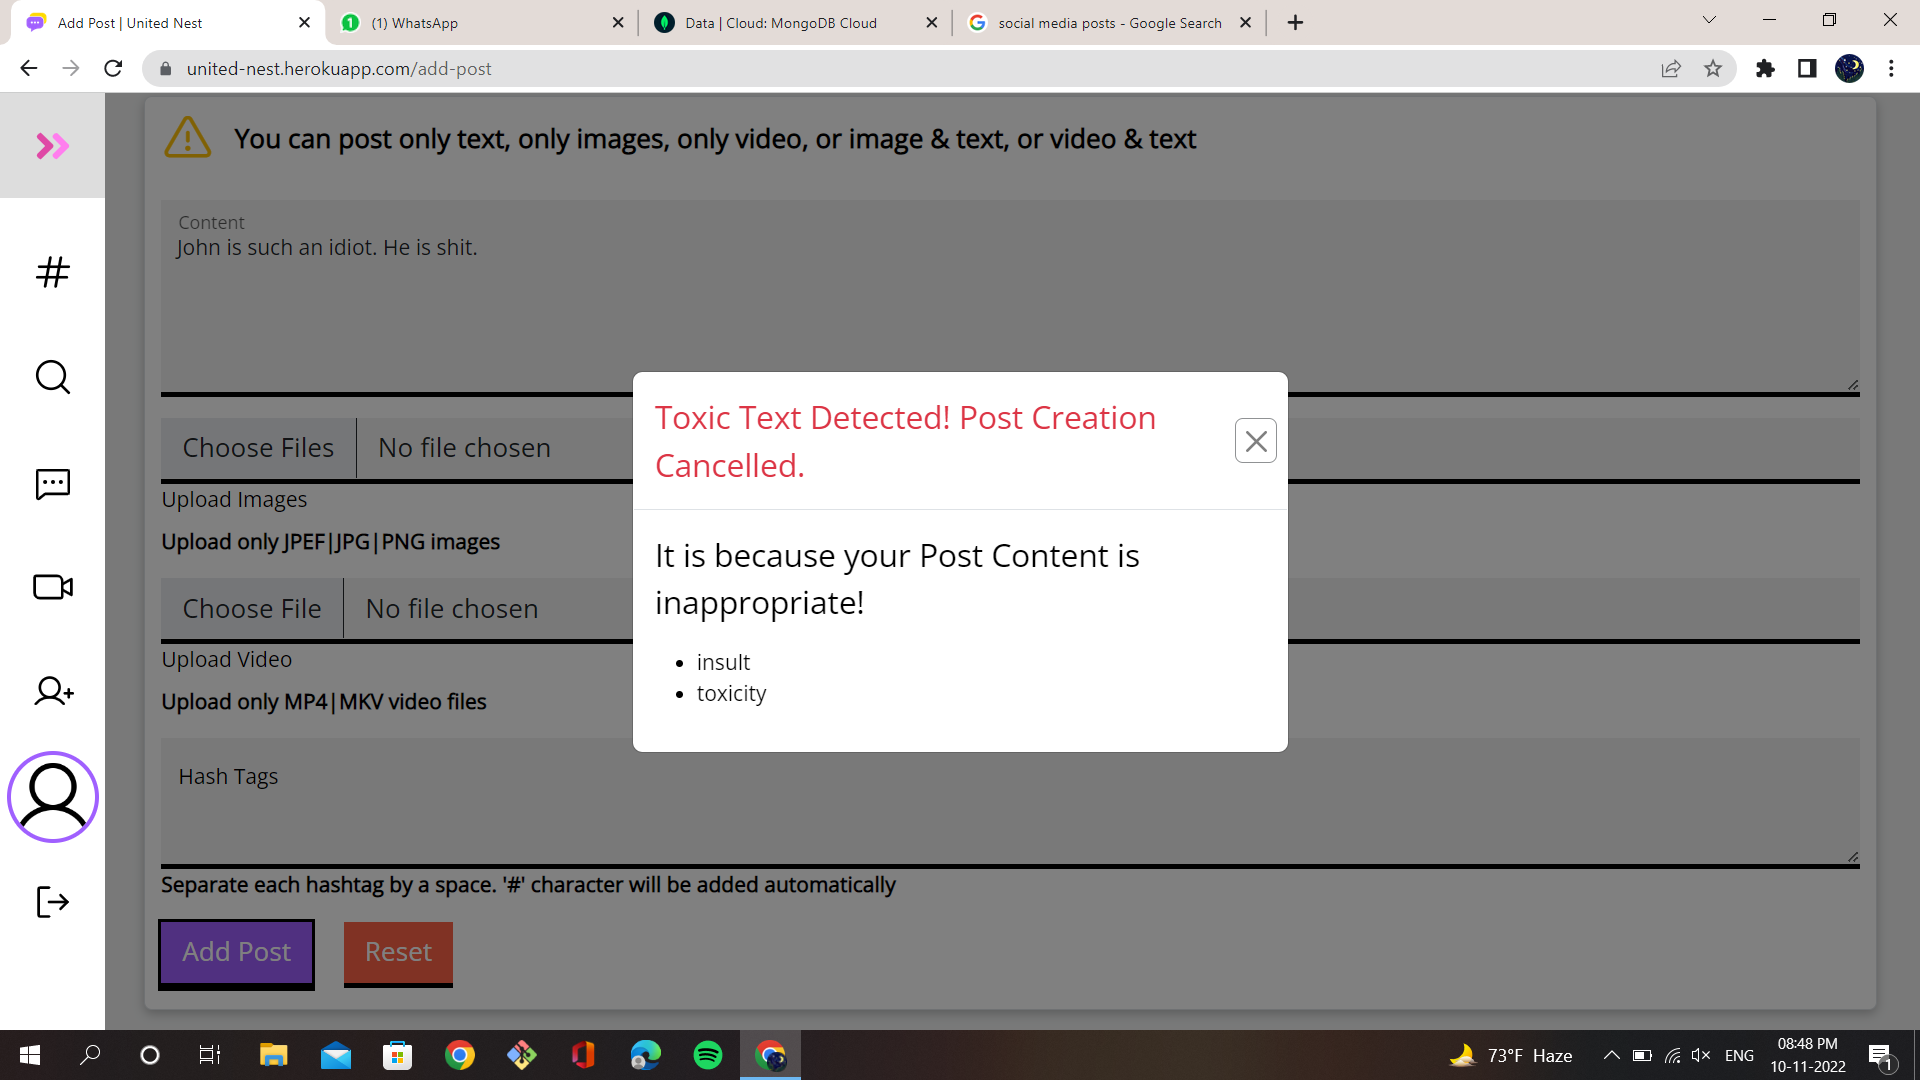 Add Post | United Nest
(1) WhatsApp
Data | Cloud: MongoDB Cloud
social media posts - Google Search
united-nest.herokuapp.com/add-post
You can post only text, only images, only video, or image & text, or video & text
Content
John is such an idiot. He is shit.
Toxic Text Detected! Post Creation
Cancelled.
It is because your Post Content is
inappropriate!
• insult
• toxicity
Choose Files
No file chosen
Upload Images
Upload only JPEF|JPG|PNG images
Choose File
No file chosen
Upload Video
Upload only MP4|MKV video files
Hash Tags
Separate each hashtag by a space. '#' character will be added automatically
Add Post
Reset
73°F Haze
ENG
08:48 PM
10-11-2022
1